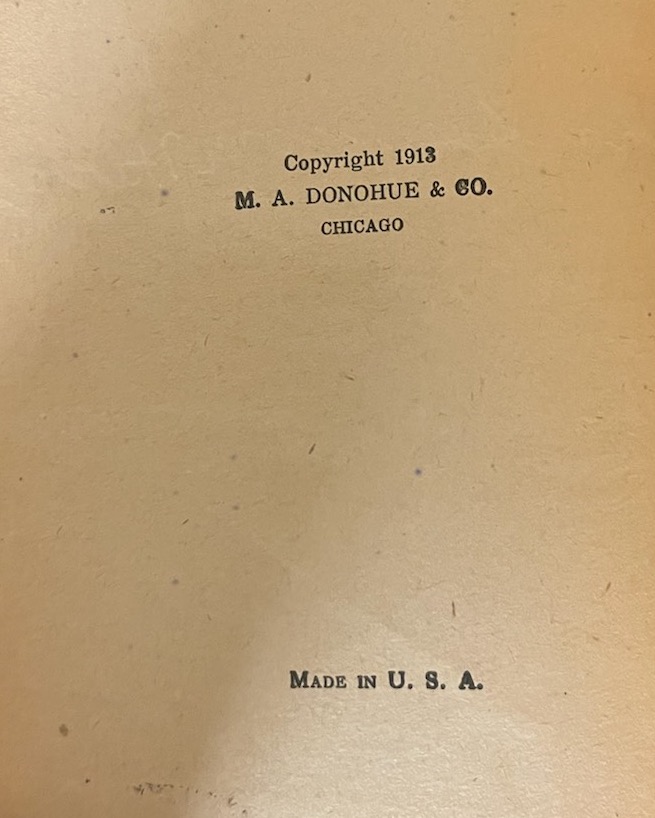 Copyright 1913
M. A. DONOHUE & CO.
CHICAGO
MADE IN U. S. A.